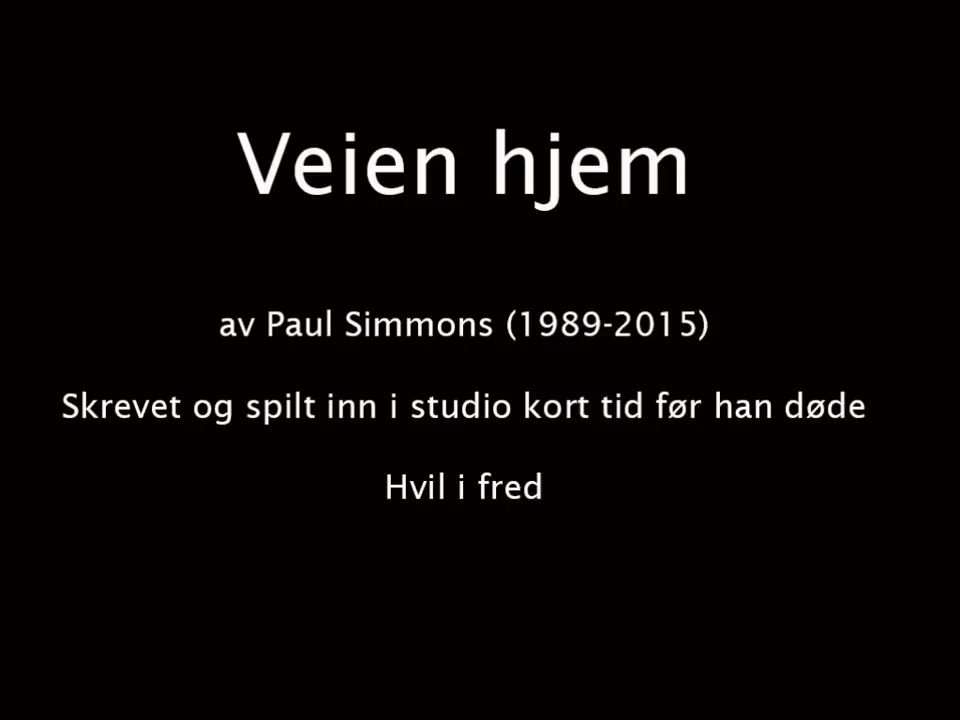 Veien hjem
av Paul Simmons (1989-2015)
Skrevet og spilt inn i studio kort tid før han døde
Hvil i fred